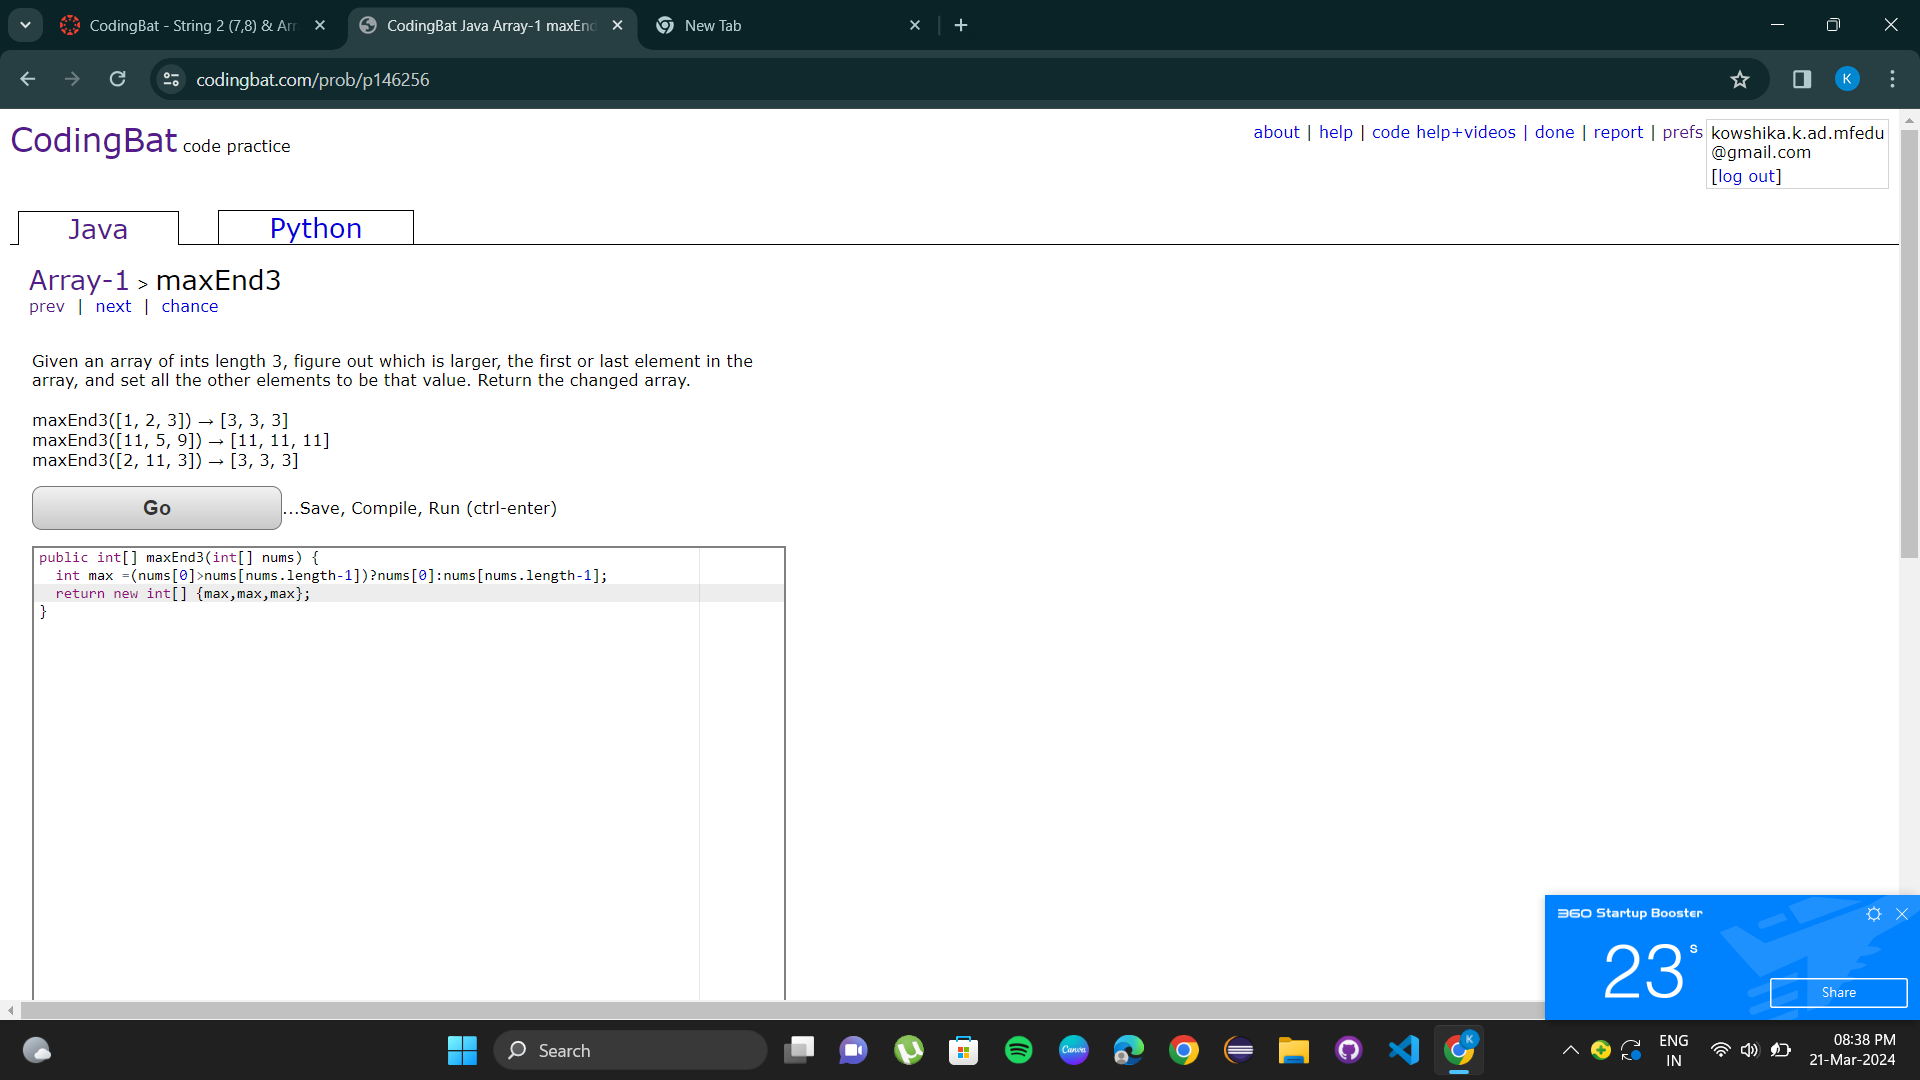 CodingBat - String 2 (7,8) & Arr
CodingBat Java Array-1 maxEnd
New Tab
codingbat.com/prob/p146256
K
CodingBat code practice
about | help | code help+videos | done | report | prefs
kowshika.k.ad.mfedu
@gmail.com
[log out]
Java
Python
Array-1 > maxEnd3
prev | next | chance
Given an array of ints length 3, figure out which is larger, the first or last element in the
array, and set all the other elements to be that value. Return the changed array.
maxEnd3([1, 2, 3]) → [3, 3, 3]
maxEnd3([11, 5, 9]) → [11, 11, 11]
maxEnd3([2, 11, 3]) → [3, 3, 3]
Go
...Save, Compile, Run (ctrl-enter)
public int[] maxEnd3(int[] nums) {
  int max =(nums[0]>nums[nums.length-1])?nums[0]:nums[nums.length-1];
  return new int[] {max,max,max};
}
360 Startup Booster
23 s
Share
Search
Canva
K
ENG
IN
08:38 PM
21-Mar-2024